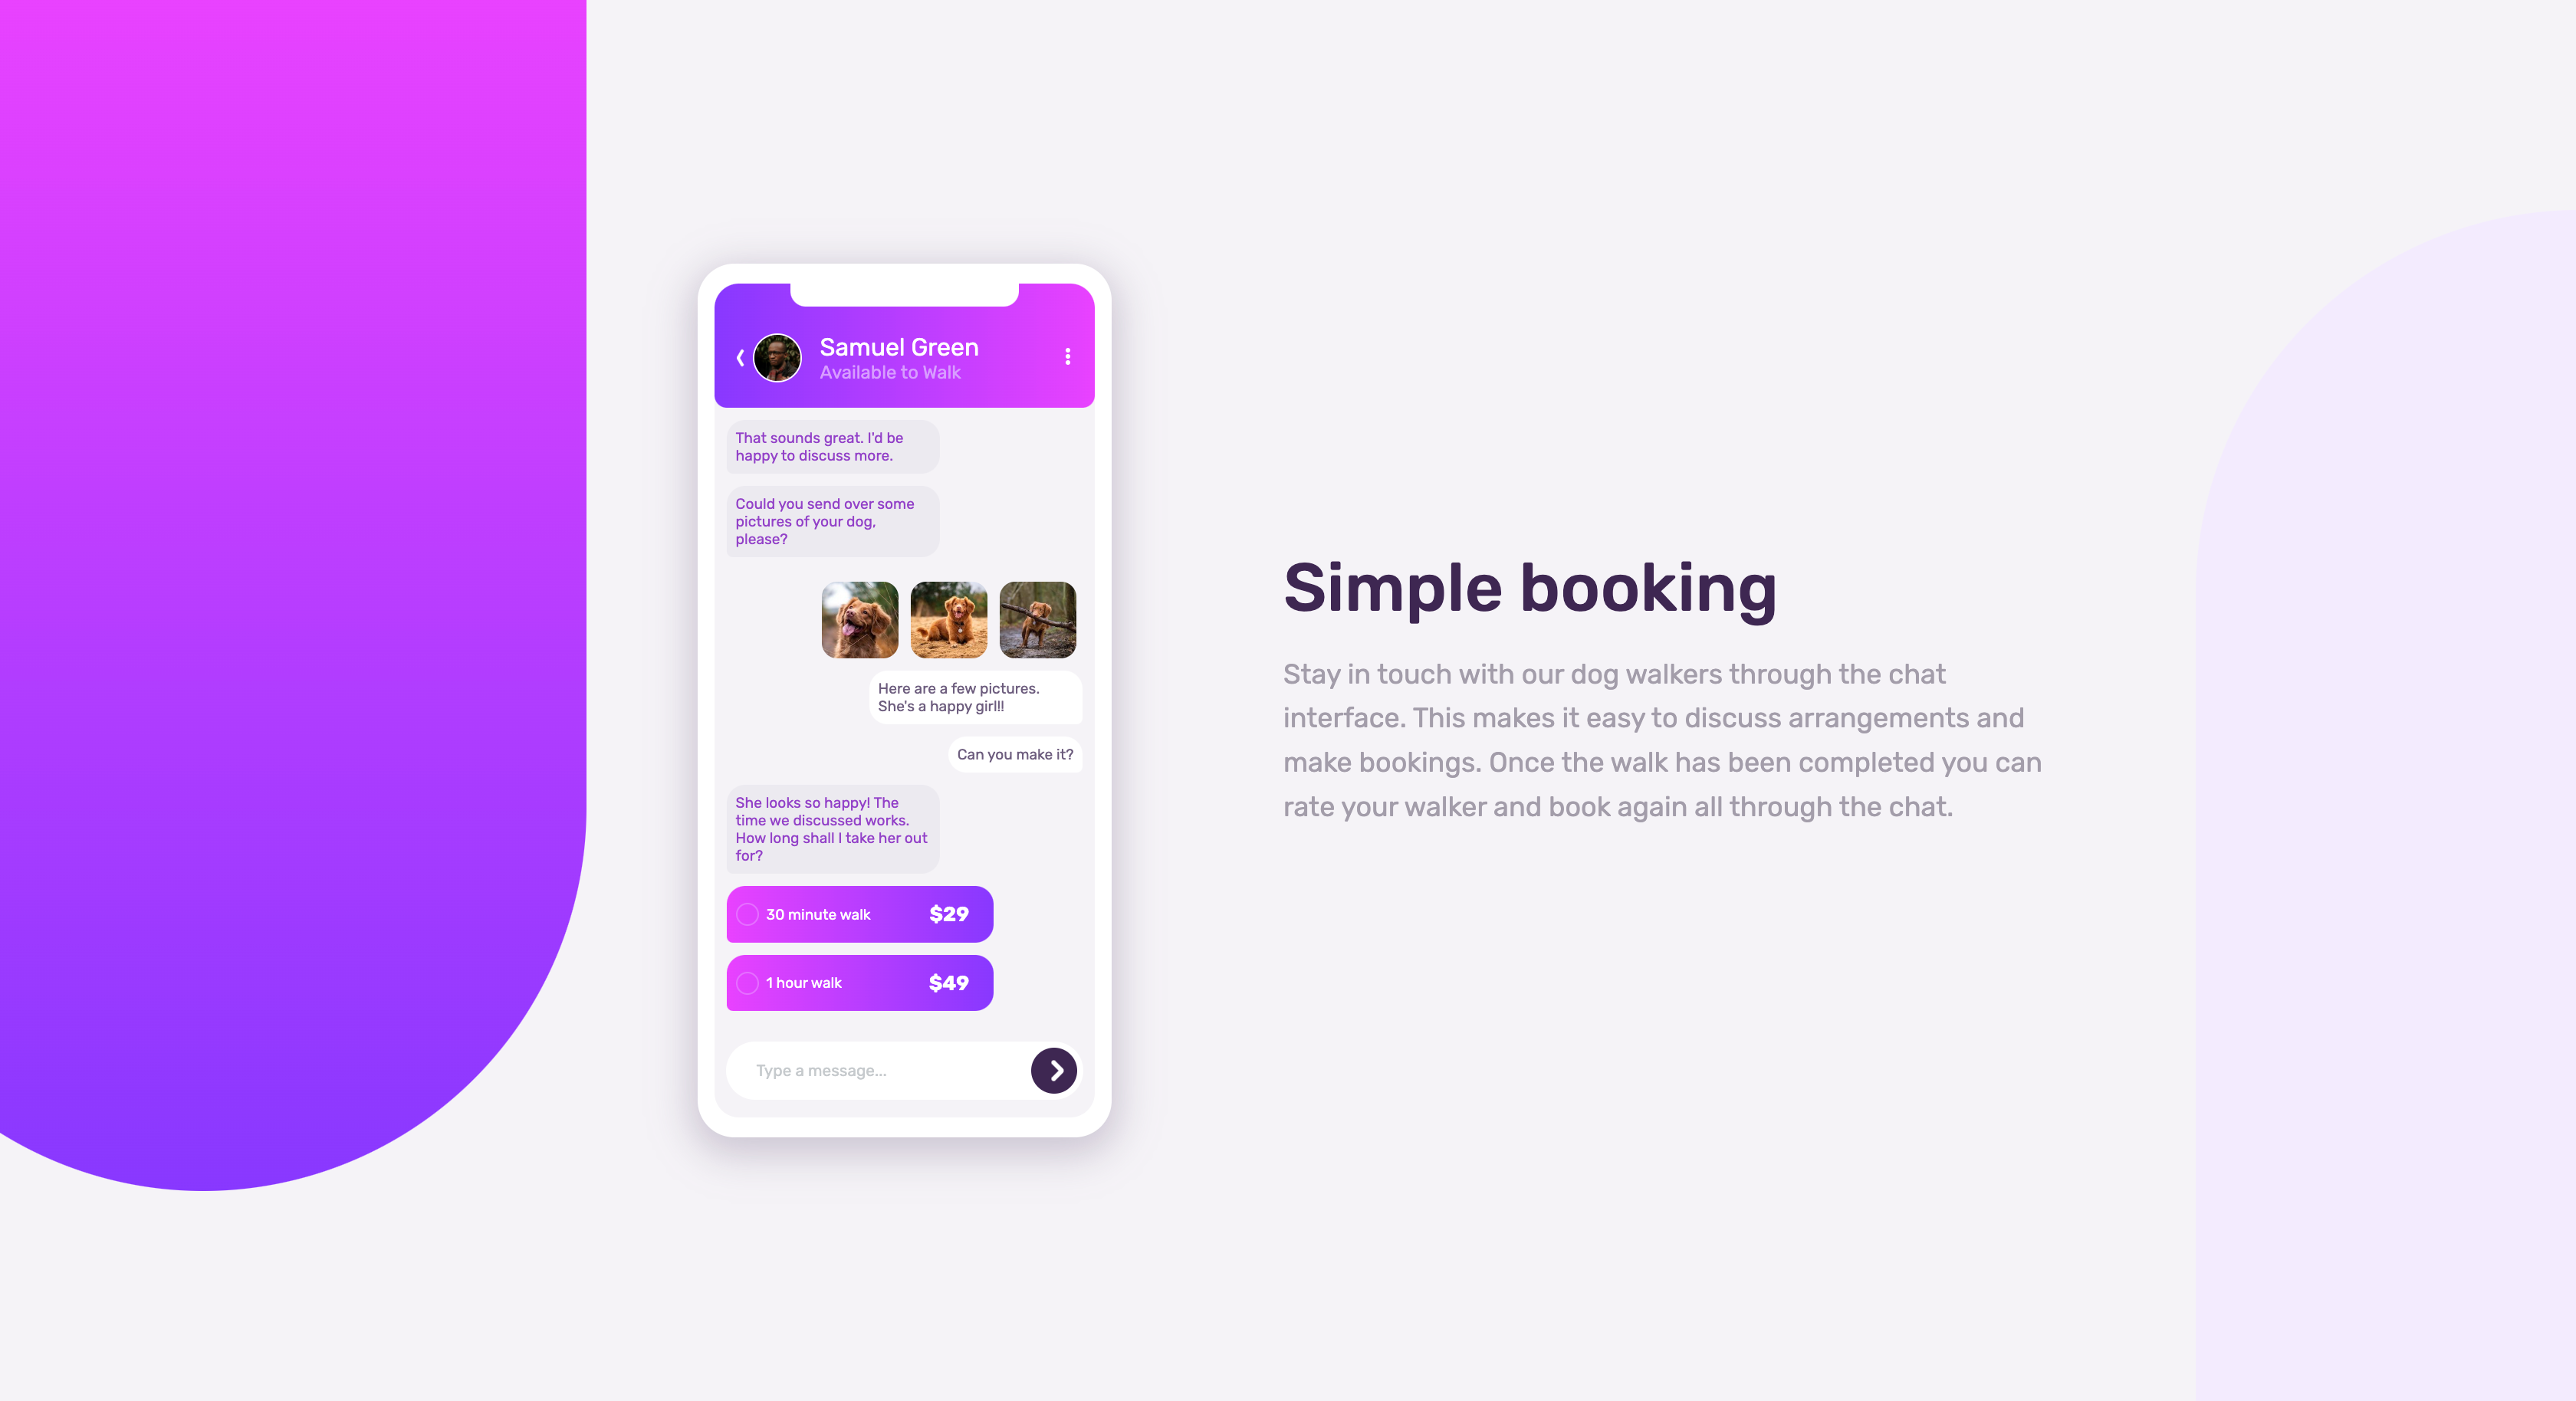 Samuel Green
Available to Walk
That sounds great. I'd be
happy to discuss more.
Could you send over some
pictures of your dog,
please?
Here are a few pictures.
She's a happy girl!!
Can you make it?
She looks so happy! The
time we discussed works.
How long shall I take her out
for?
30 minute walk $29
1 hour walk $49
Type a message...
Simple booking
Stay in touch with our dog walkers through the chat
interface. This makes it easy to discuss arrangements and
make bookings. Once the walk has been completed you can
rate your walker and book again all through the chat.